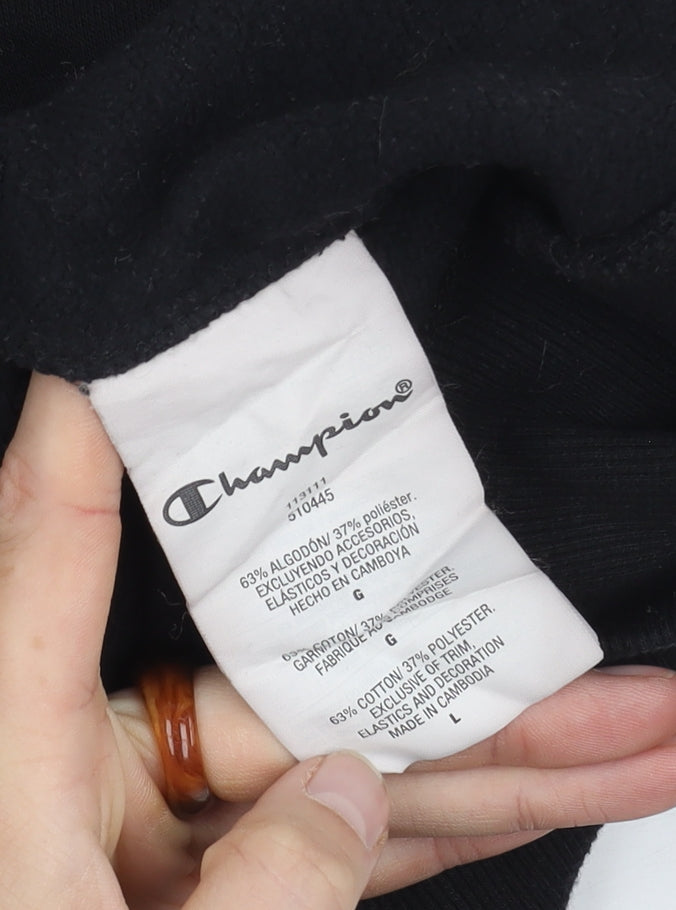 Champion®
113111
510445
63% ALGODÓN/ 37% poliéster.
EXCLUYENDO ACCESORIOS,
ELÁSTICOS Y DECORACIÓN
HECHO EN CAMBOYA
G
G
63% COTTON/ 37% POLYESTER.
EXCLUSIVE OF TRIM,
ELASTICS AND DECORATION
MADE IN CAMBODIA
L